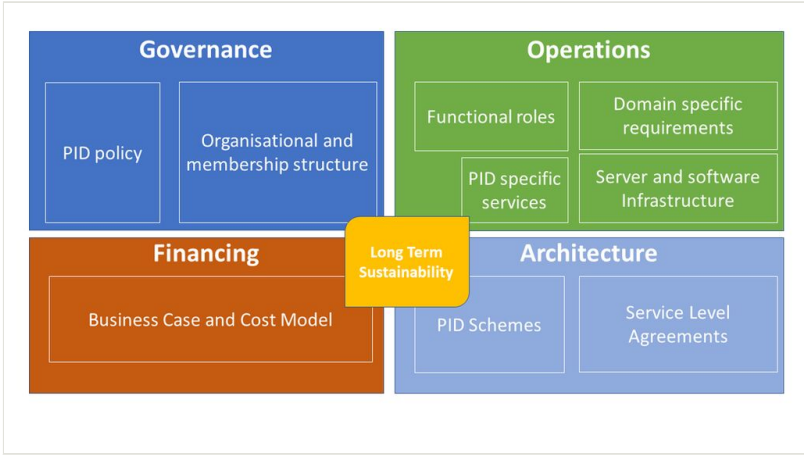 Governance
PID policy
Organisational and
membership structure
Operations
Functional roles
Domain specific
requirements
PID specific
services
Server and software
Infrastructure
Long Term
Sustainability
Financing
Business Case and Cost Model
Architecture
PID Schemes
Service Level
Agreements